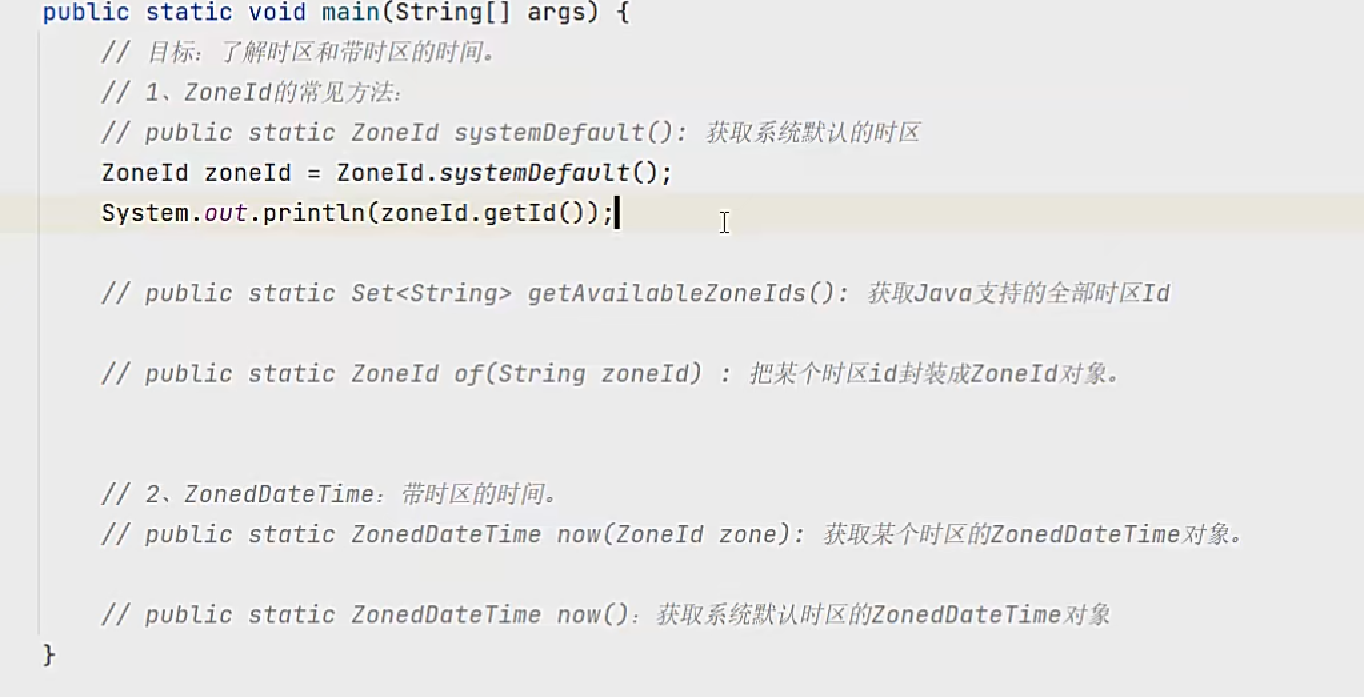 public static void main(String[] args) {
// 目标：了解时区和带时区的时间。
// 1、ZoneId的常见方法：
// public static ZoneId systemDefault(): 获取系统默认的时区
ZoneId zoneId = ZoneId.systemDefault();
System.out.println(zoneId.getId());
// public static Set<String> getAvailableZoneIds(): 获取Java支持的全部时区Id
// public static ZoneId of(String zoneId) : 把某个时区id封装成ZoneId对象。
// 2、ZonedDateTime：带时区的时间。
// public static ZonedDateTime now(ZoneId zone): 获取某个时区的ZonedDateTime对象。
// public static ZonedDateTime now()：获取系统默认时区的ZonedDateTime对象
}